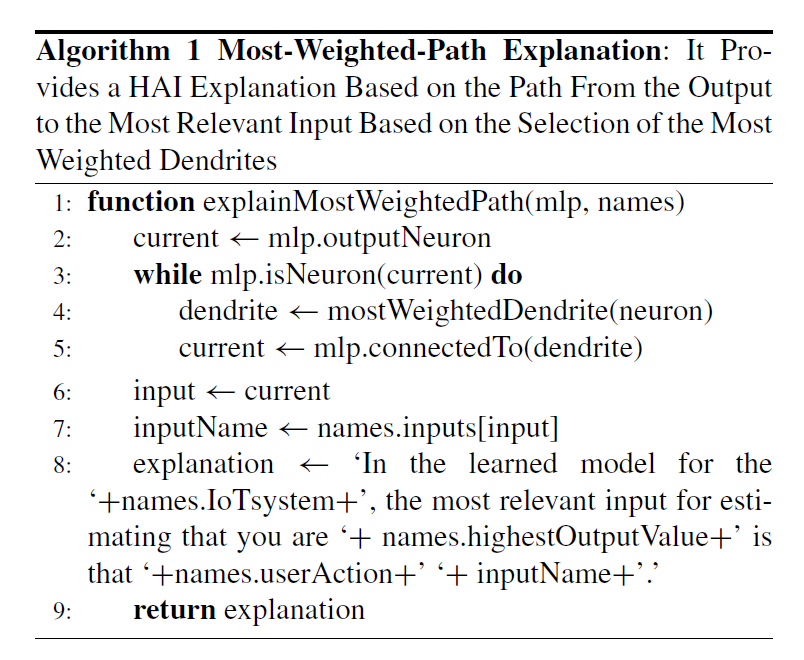 Algorithm 1 Most-Weighted-Path Explanation: It Pro-
vides a HAI Explanation Based on the Path From the Output
to the Most Relevant Input Based on the Selection of the Most
Weighted Dendrites
1: function explainMostWeightedPath(mlp, names)
2: current ← mlp.outputNeuron
3: while mlp.isNeuron(current) do
4: dendrite ← mostWeightedDendrite(neuron)
5: current ← mlp.connectedTo(dendrite)
6: input ← current
7: inputName ← names.inputs[input]
8: explanation ← ‘In the learned model for the
‘+names.IoTsystem+’, the most relevant input for esti-
mating that you are ‘+ names.highestOutputValue+’ is
that ‘+names.userAction+’ ‘+ inputName+’.’
9: return explanation